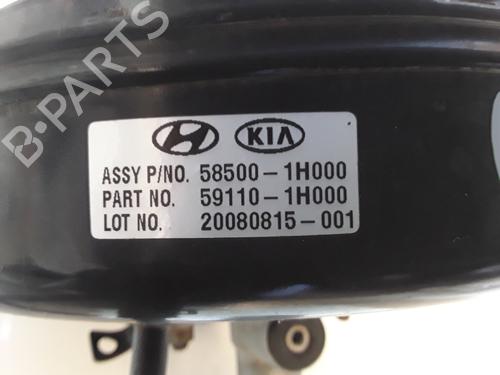 B-PARTS
KIA
ASSY P/NO. 58500-1H000
PART NO. 59110-1H000
LOT NO. 20080815-001